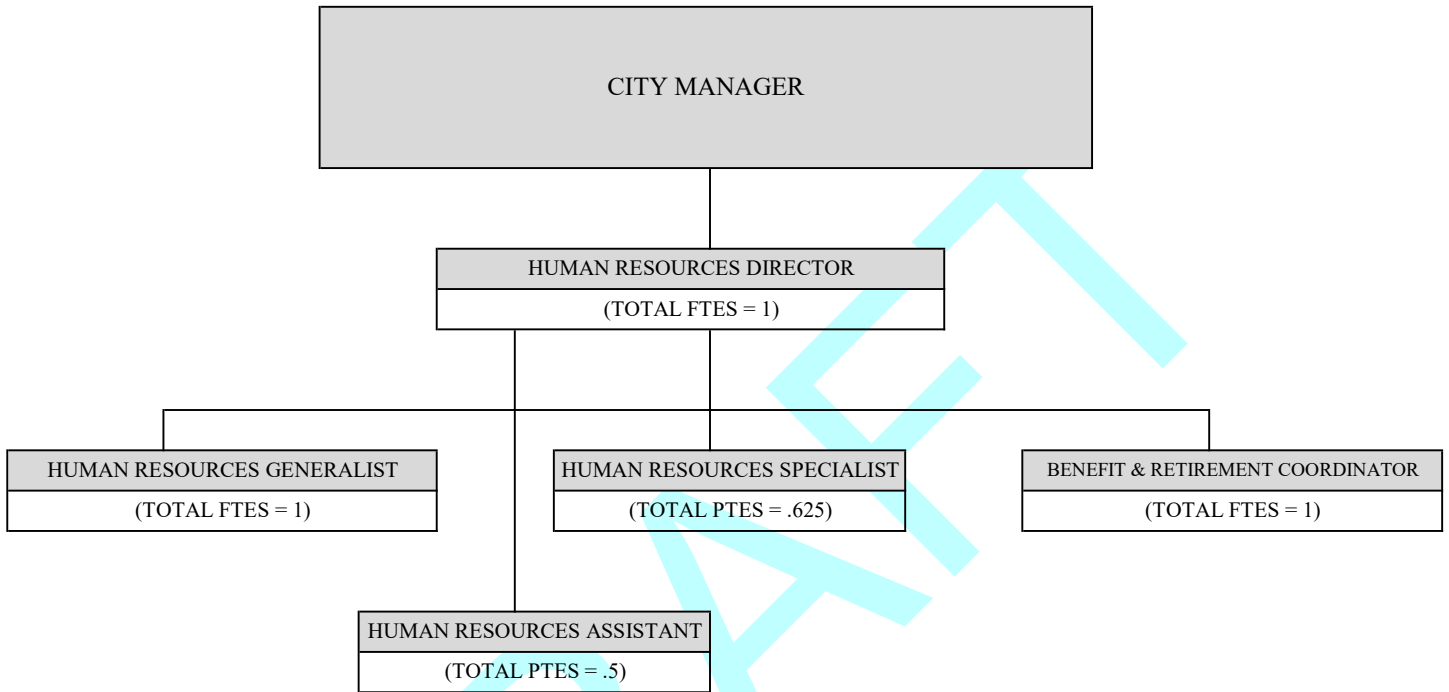 CITY MANAGER
HUMAN RESOURCES DIRECTOR
(TOTAL FTES = 1)
HUMAN RESOURCES GENERALIST
(TOTAL FTES = 1)
HUMAN RESOURCES SPECIALIST
(TOTAL PTES = .625)
BENEFIT & RETIREMENT COORDINATOR
(TOTAL FTES = 1)
HUMAN RESOURCES ASSISTANT
(TOTAL PTES = .5)
DRAFT